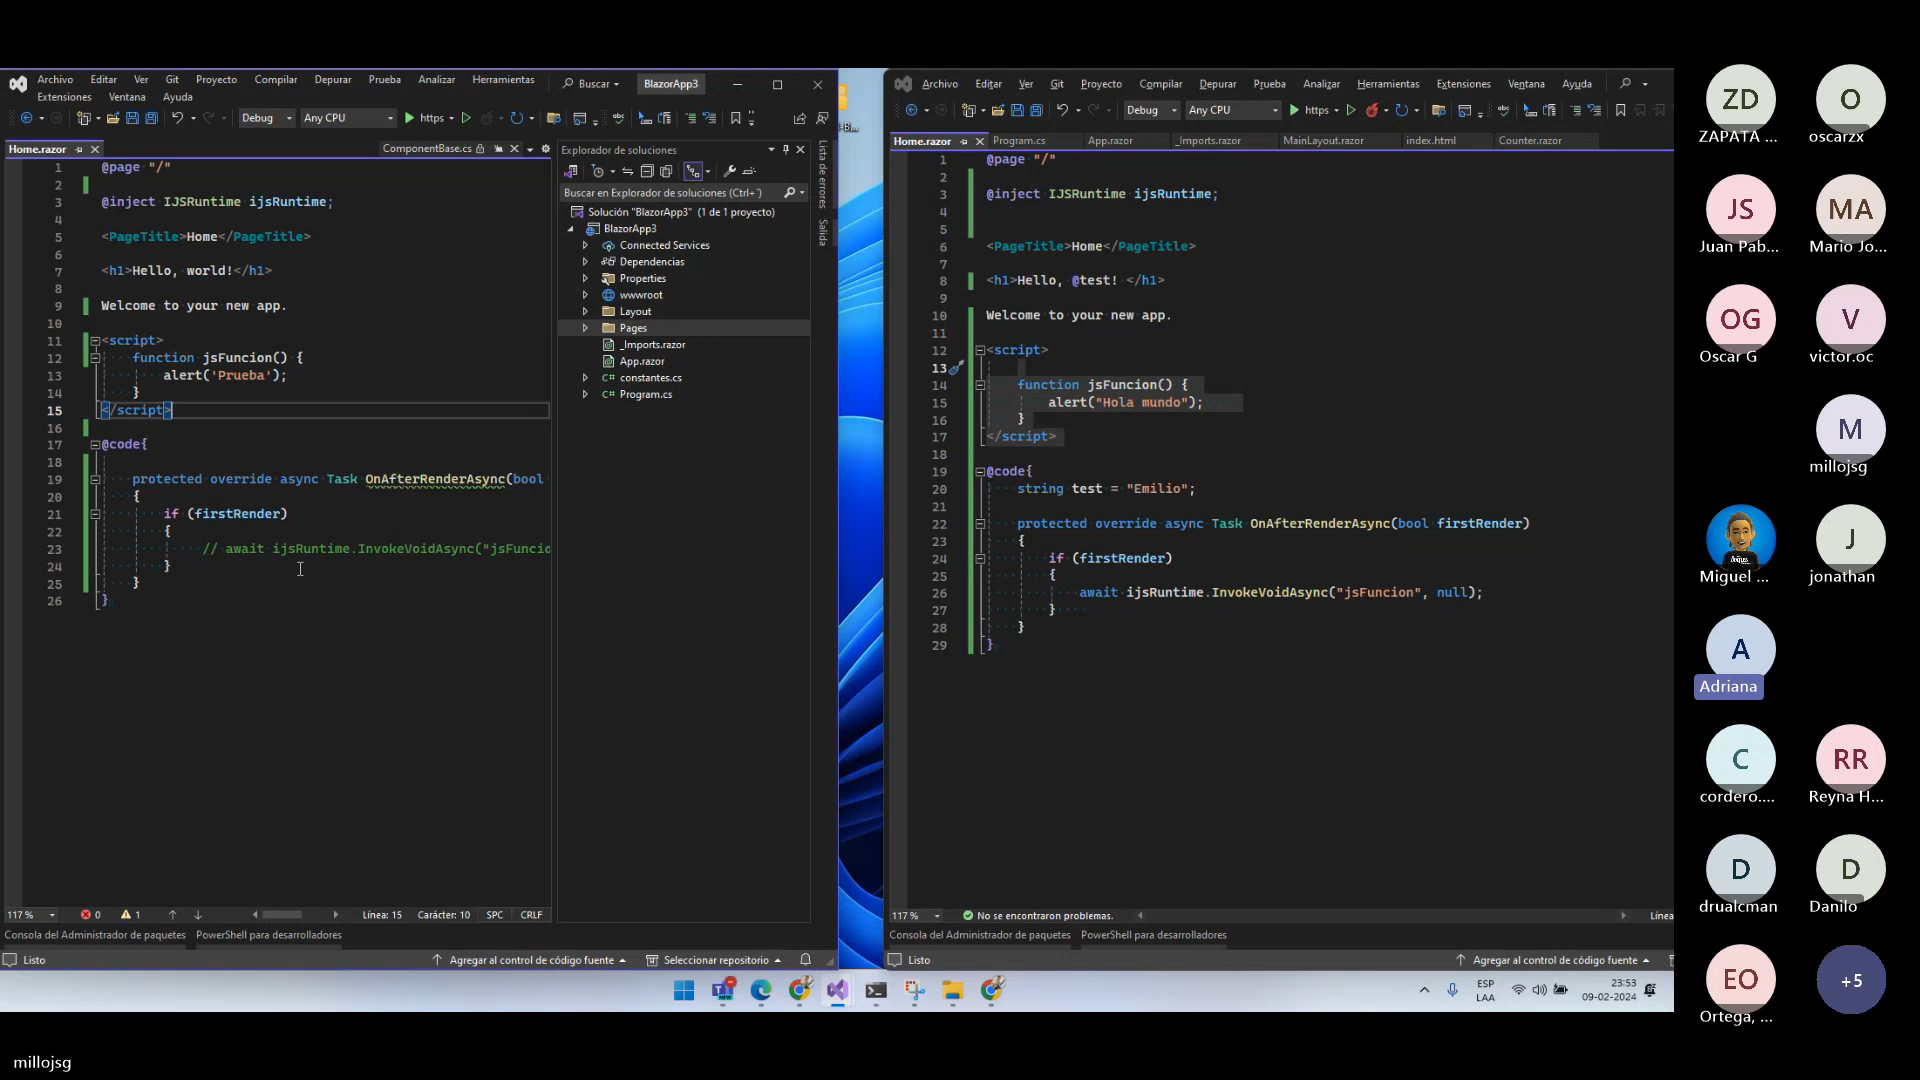 Archivo Editar Ver Git Proyecto Compilar Depurar Prueba Analizar Herramientas Buscar BlazorApp3
Extensiones Ventana Ayuda
Debug Any CPU https
Home.razor ComponentBase.cs
1 @page "/"
2
3 @inject IJSRuntime ijsRuntime;
4
5 <PageTitle>Home</PageTitle>
6
7 <h1>Hello, world!</h1>
8
9 Welcome to your new app.
10
11 <script>
12 function jsFuncion() {
13 alert('Prueba');
14 }
15 </script>
16
17 @code{
18
19 protected override async Task OnAfterRenderAsync(bool
20 {
21 if (firstRender)
22 {
23 // await ijsRuntime.InvokeVoidAsync("jsFuncio
24 }
25 }
26 }
117 % 0 1 Línea: 15 Carácter: 10 SPC CRLF
Consola del Administrador de paquetes PowerShell para desarrolladores
Listo Agregar al control de código fuente Seleccionar repositorio
Explorador de soluciones
Buscar en Explorador de soluciones (Ctrl+ ')
Solución "BlazorApp3" (1 de 1 proyecto)
BlazorApp3
Connected Services
Dependencias
Properties
wwwroot
Layout
Pages
_Imports.razor
App.razor
constantes.cs
Program.cs
Lista de errores
Salida
Archivo Editar Ver Git Proyecto Compilar Depurar Prueba Analizar Herramientas Extensiones Ventana Ayuda
Debug Any CPU https
Home.razor Program.cs App.razor _Imports.razor MainLayout.razor index.html Counter.razor
1 @page "/"
2
3 @inject IJSRuntime ijsRuntime;
4
5
6 <PageTitle>Home</PageTitle>
7
8 <h1>Hello, @test! </h1>
9
10 Welcome to your new app.
11
12 <script>
13
14 function jsFuncion() {
15 alert("Hola mundo");
16 }
17 </script>
18
19 @code{
20 string test = "Emilio";
21
22 protected override async Task OnAfterRenderAsync(bool firstRender)
23 {
24 if (firstRender)
25 {
26 await ijsRuntime.InvokeVoidAsync("jsFuncion", null);
27 }
28 }
29 }
117 % No se encontraron problemas. Línea
Consola del Administrador de paquetes PowerShell para desarrolladores
Listo Agregar al control de código fuente
NEW
ESP
LAA
23:53
09-02-2024
ZD O
ZAPATA ... oscarzx
JS MA
Juan Pab... Mario Jo...
OG V
Oscar G victor.oc
M
millojsg
J
Miguel ... jonathan
A
Adriana
C RR
cordero.... Reyna H...
D D
drualcman Danilo
EO +5
Ortega, ...
millojsg